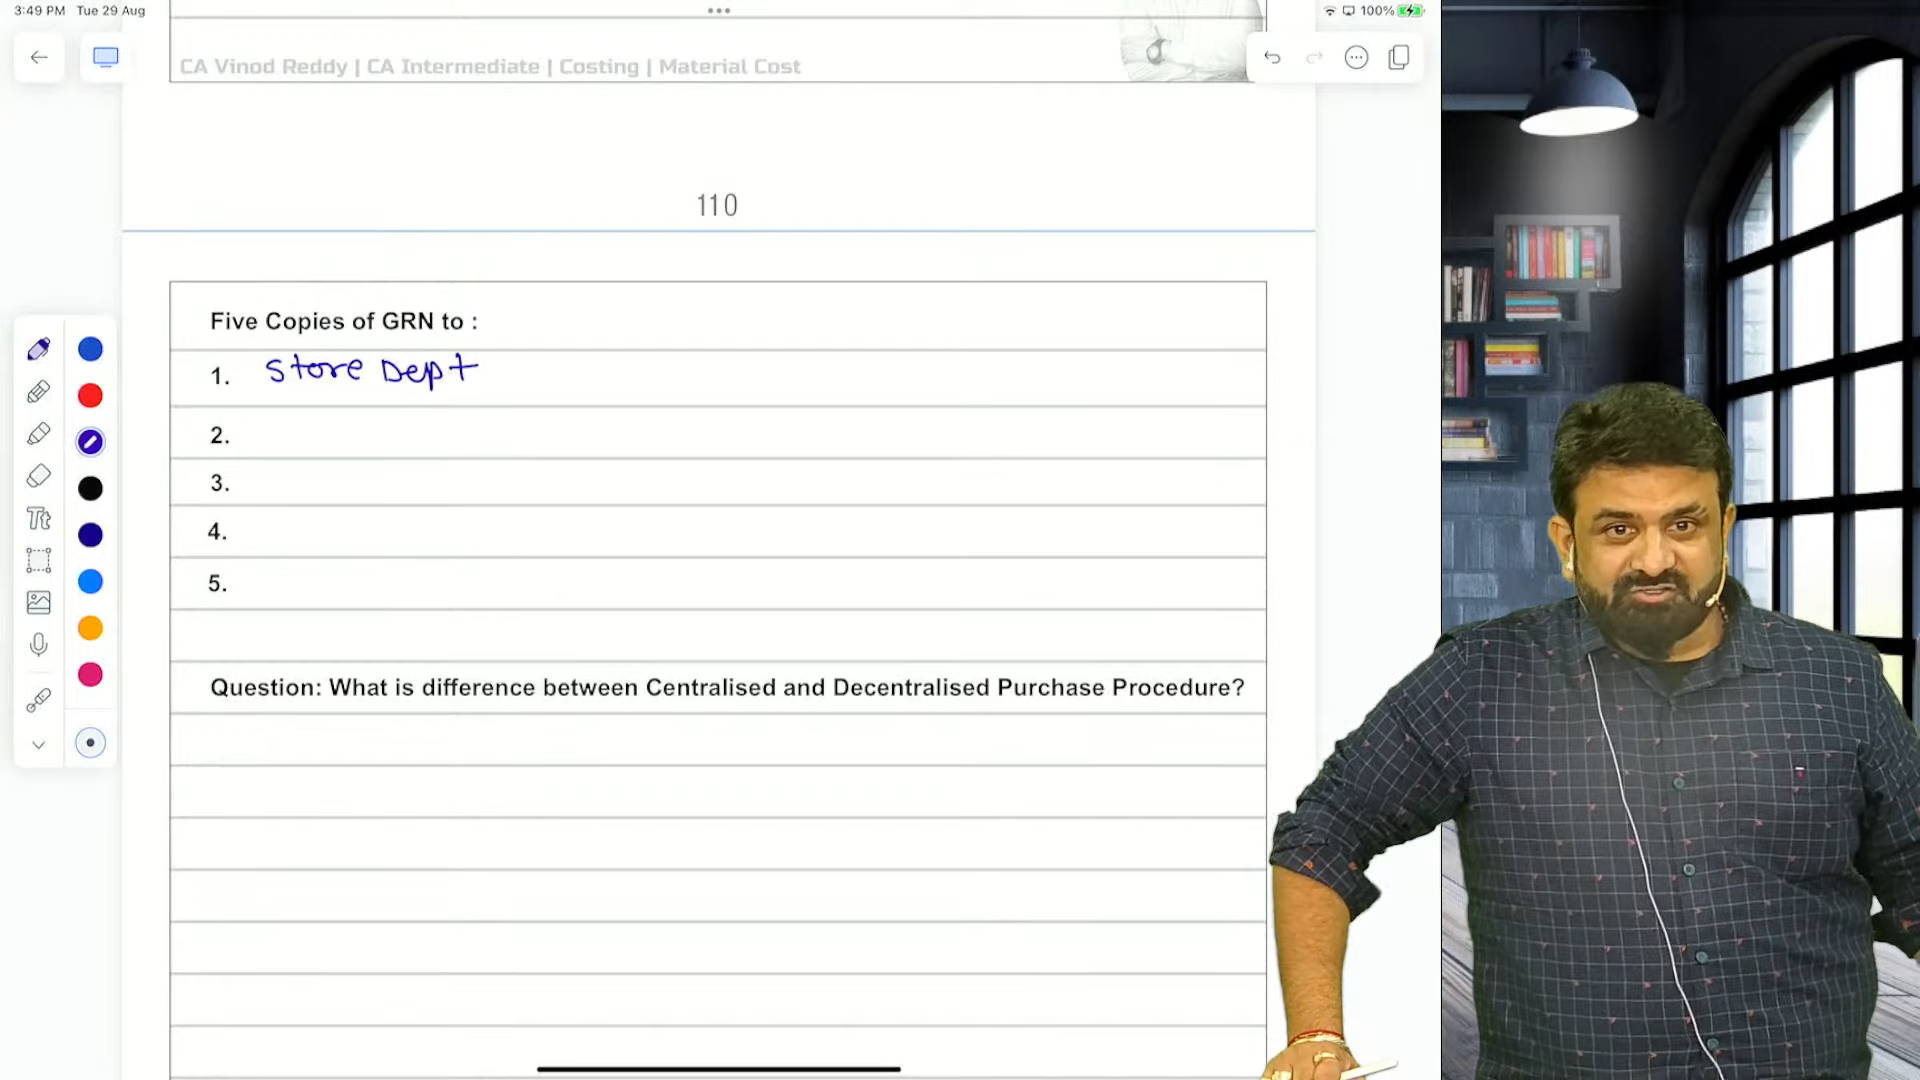 3:49 PM Tue 29 Aug
100%
CA Vinod Reddy | CA Intermediate | Costing | Material Cost
110
Five Copies of GRN to :
1. Store Dept
2.
3.
4.
5.
Tt
Question: What is difference between Centralised and Decentralised Purchase Procedure?